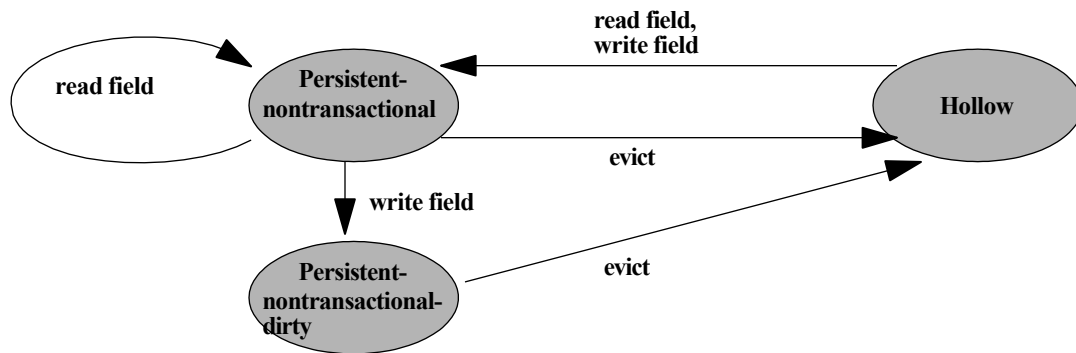 read field,
write field
read field
Persistent-
nontransactional
Hollow
evict
write field
Persistent-
nontransactional-
dirty
evict